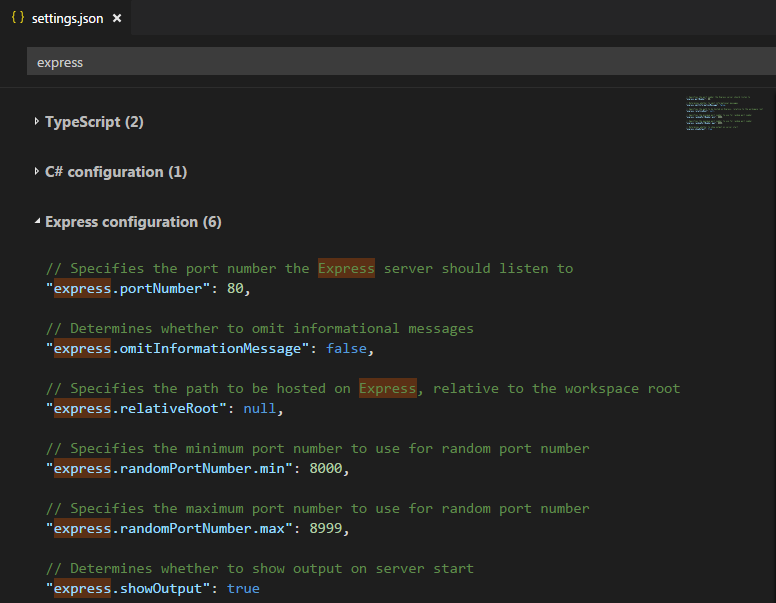 { } settings.json ×
express
TypeScript (2)
C# configuration (1)
Express configuration (6)
// Specifies the port number the Express server should listen to
"express.portNumber": 80,
// Determines whether to omit informational messages
"express.omitInformationMessage": false,
// Specifies the path to be hosted on Express, relative to the workspace root
"express.relativeRoot": null,
// Specifies the minimum port number to use for random port number
"express.randomPortNumber.min": 8000,
// Specifies the maximum port number to use for random port number
"express.randomPortNumber.max": 8999,
// Determines whether to show output on server start
"express.showOutput": true